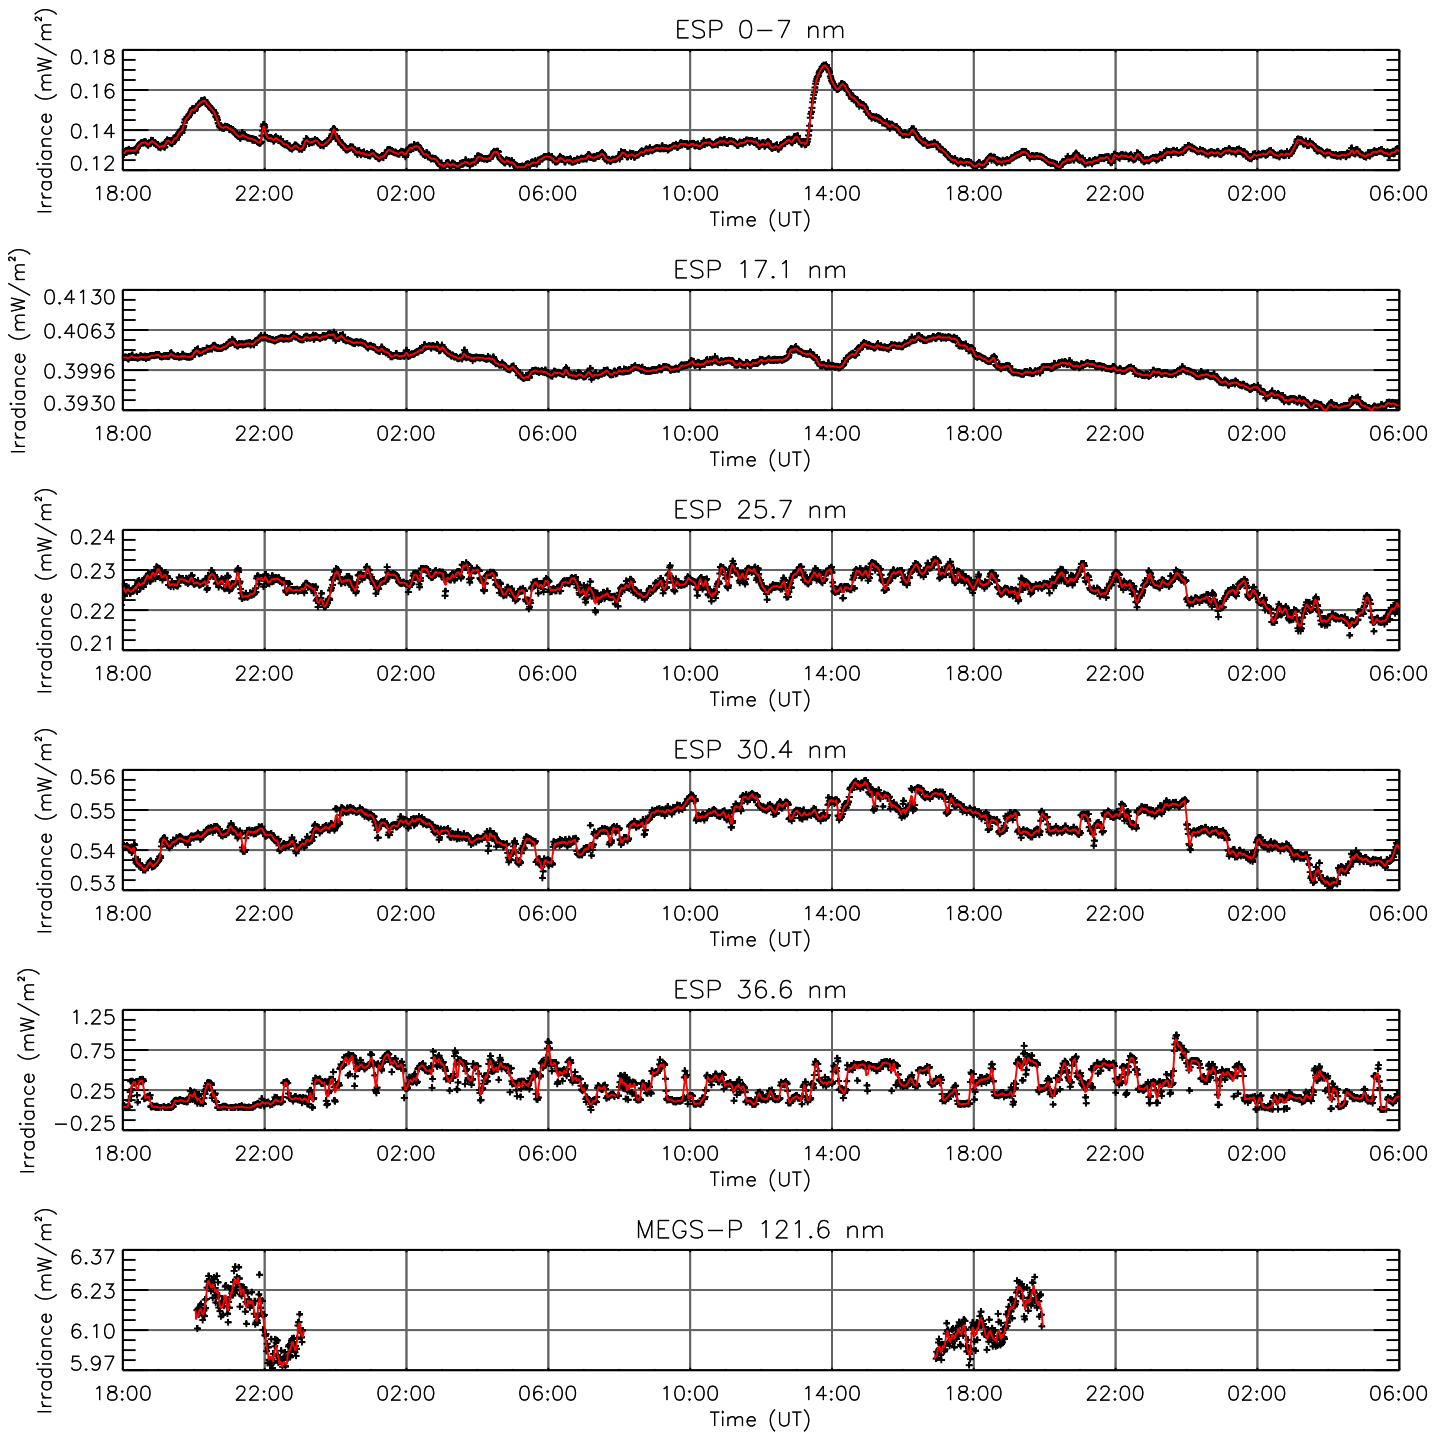 ESP 0-7 nm
Irradiance (mW/m²)
0.18
0.16
0.14
0.12
18:00 22:00 02:00 06:00 10:00 14:00 18:00 22:00 02:00 06:00
Time (UT)
ESP 17.1 nm
Irradiance (mW/m²)
0.4130
0.4063
0.3996
0.3930
18:00 22:00 02:00 06:00 10:00 14:00 18:00 22:00 02:00 06:00
Time (UT)
ESP 25.7 nm
Irradiance (mW/m²)
0.24
0.23
0.22
0.21
18:00 22:00 02:00 06:00 10:00 14:00 18:00 22:00 02:00 06:00
Time (UT)
ESP 30.4 nm
Irradiance (mW/m²)
0.56
0.55
0.54
0.53
18:00 22:00 02:00 06:00 10:00 14:00 18:00 22:00 02:00 06:00
Time (UT)
ESP 36.6 nm
Irradiance (mW/m²)
1.25
0.75
0.25
-0.25
18:00 22:00 02:00 06:00 10:00 14:00 18:00 22:00 02:00 06:00
Time (UT)
MEGS-P 121.6 nm
Irradiance (mW/m²)
6.37
6.23
6.10
5.97
18:00 22:00 02:00 06:00 10:00 14:00 18:00 22:00 02:00 06:00
Time (UT)